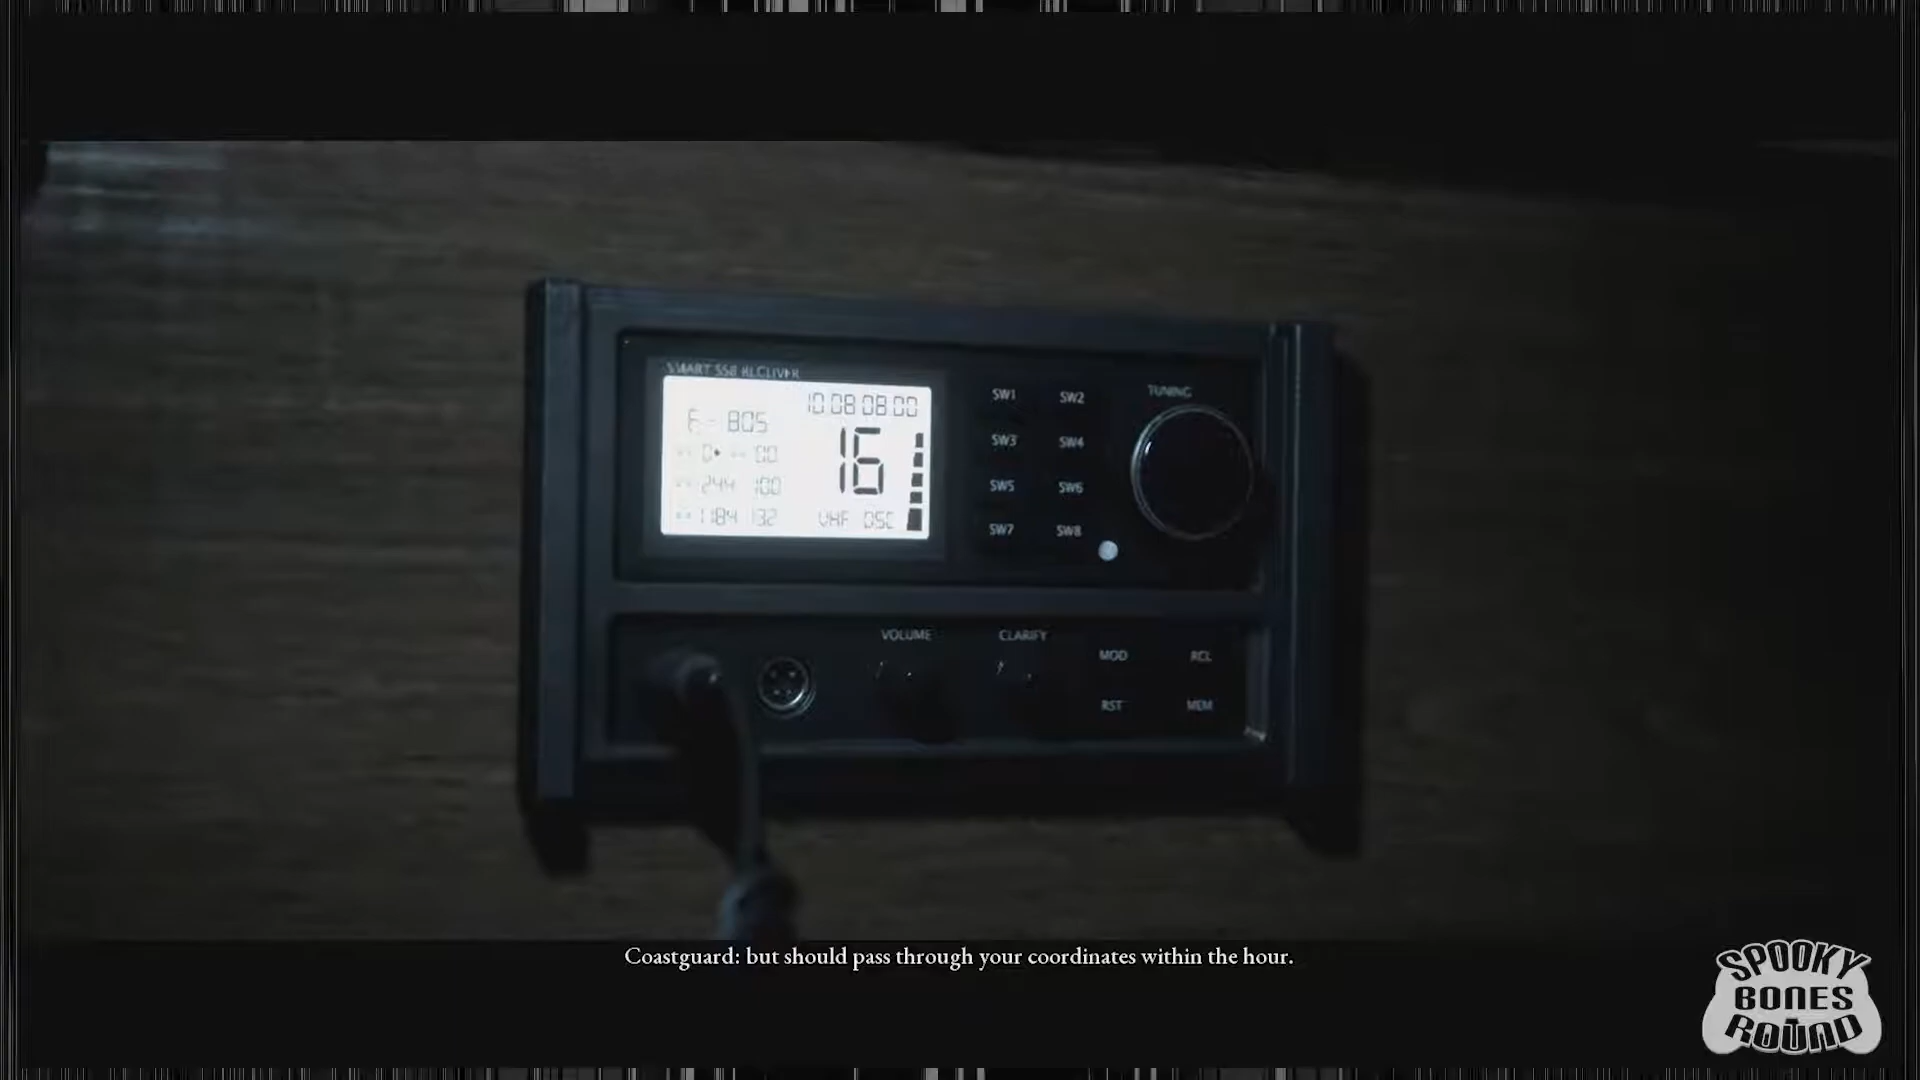 SMART SSB RECEIVER
10:08:08:00
805
16
244 100
1184 132
VHF DSC
SW1 SW2
SW3 SW4
SW5 SW6
SW7 SW8
TUNING
VOLUME
CLARIFY
MOD RCL
RST MEM
Coastguard: but should pass through your coordinates within the hour.
SPOOKY
BONES
ROUND